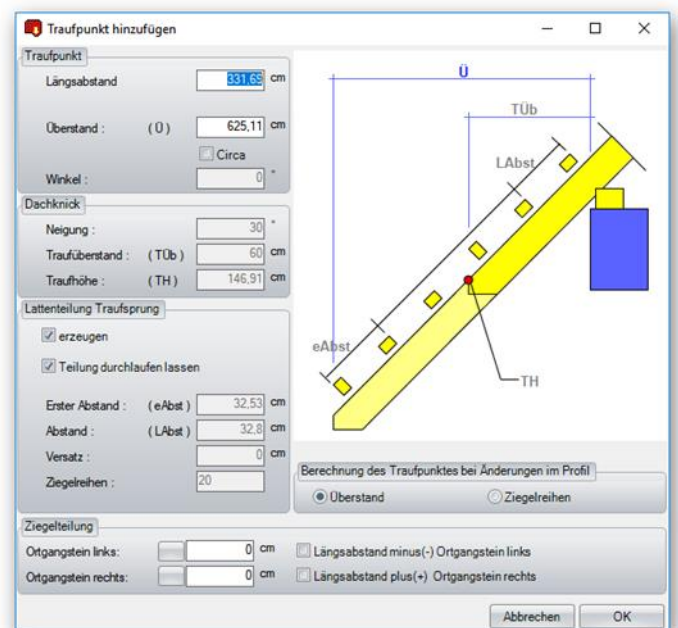 Traufpunkt hinzufügen
Traufpunkt
Längsabstand 331,65 cm
Überstand : ( Ü ) 625,11 cm
Circa
Winkel : 0 °
Dachknick
Neigung : 30 °
Traufüberstand : ( TÜb ) 60 cm
Traufhöhe : ( TH ) 146,91 cm
Lattenteilung Traufsprung
erzeugen
Teilung durchlaufen lassen
Erster Abstand : ( eAbst ) 32,53 cm
Abstand : ( LAbst ) 32,8 cm
Versatz : 0 cm
Ziegelreihen : 20
Ü
TÜb
LAbst
eAbst
TH
Berechnung des Traufpunktes bei Änderungen im Profil
Überstand Ziegelreihen
Ziegelteilung
Ortgangstein links: 0 cm Längsabstand minus(-) Ortgangstein links
Ortgangstein rechts: 0 cm Längsabstand plus(+) Ortgangstein rechts
Abbrechen OK